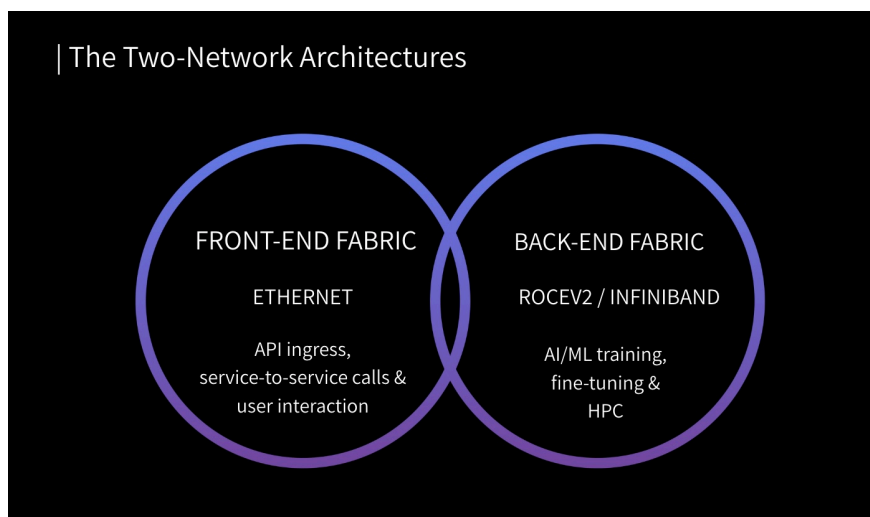 | The Two-Network Architectures
FRONT-END FABRIC
ETHERNET
API ingress,
service-to-service calls &
user interaction
BACK-END FABRIC
ROCEV2 / INFINIBAND
AI/ML training,
fine-tuning &
HPC